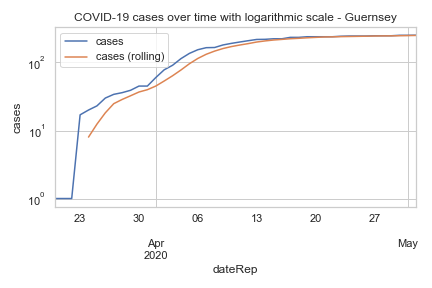 COVID-19 cases over time with logarithmic scale - Guernsey
cases
cases (rolling)
10²
10¹
10⁰
cases
23
30
06
13
20
27
Apr
2020
May
dateRep